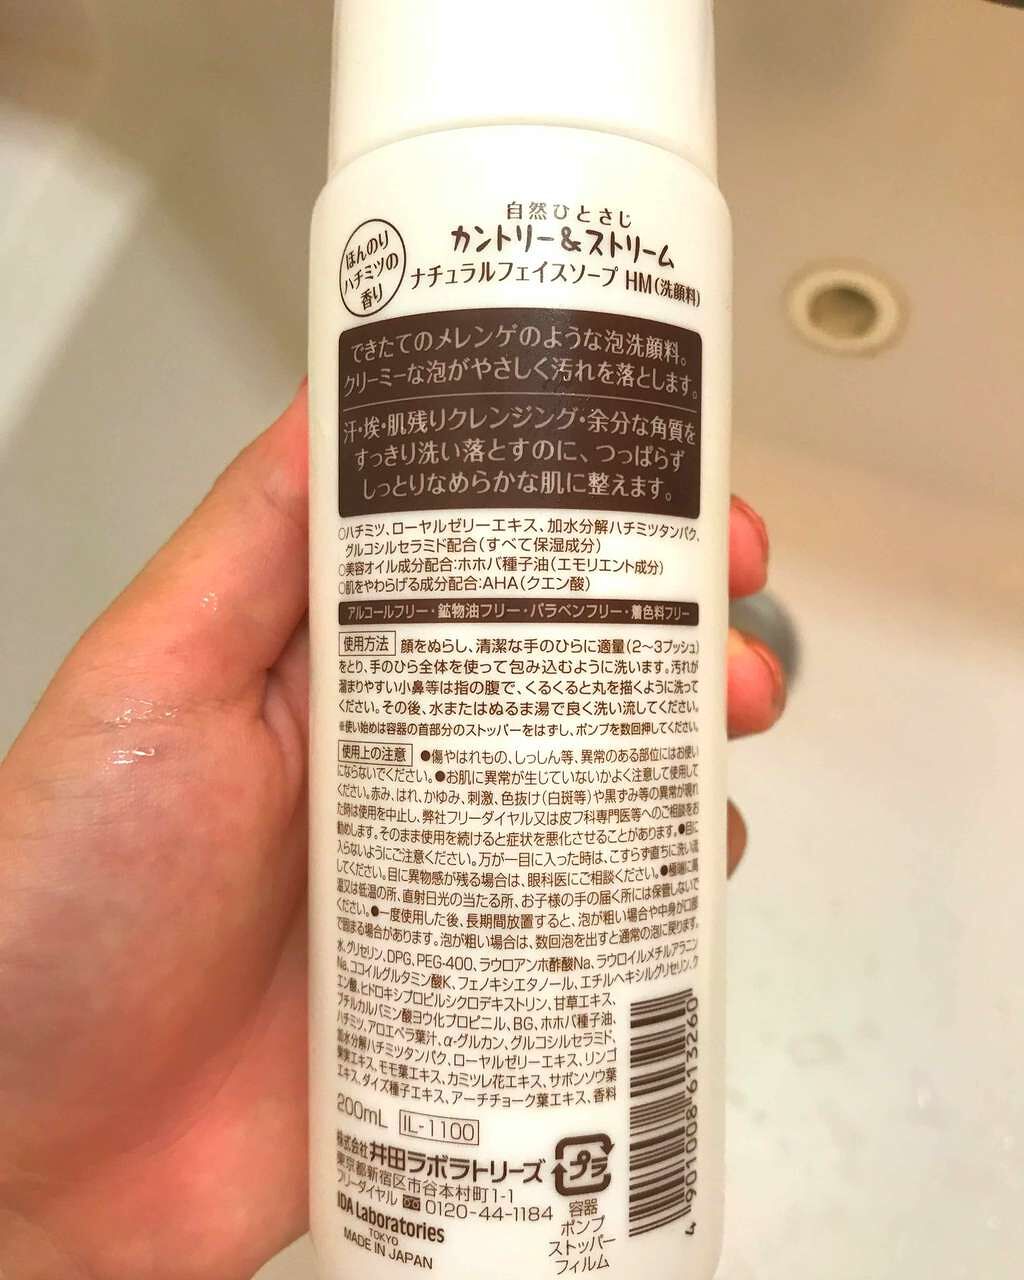 自然ひとさじ
カントリー&ストリーム
ナチュラルフェイスソープ HM(洗顔料)
ほんのり
ハチミツの
香り
できたてのメレンゲのような泡洗顔料。
クリーミーな泡がやさしく汚れを落とします。
汗・埃・肌残りクレンジング・余分な角質を
すっきり洗い落とすのに、つっぱらず
しっとりなめらかな肌に整えます。
○ハチミツ、ローヤルゼリーエキス、加水分解ハチミツタンパク、
グルコシルセラミド配合(すべて保湿成分)
○美容オイル成分配合:ホホバ種子油(エモリエント成分)
○肌をやわらげる成分配合:AHA(クエン酸)
アルコールフリー・鉱物油フリー・パラベンフリー・着色料フリー
使用方法 顔をぬらし、清潔な手のひらに適量(2〜3プッシュ)
をとり、手のひら全体を使って包み込むように洗います。汚れが
溜まりやすい小鼻等は指の腹で、くるくると丸を描くように洗って
ください。その後、水またはぬるま湯で良く洗い流してください。
※使い始めは容器の首部分のストッパーをはずし、ポンプを数回押してください。
使用上の注意 ●傷やはれもの、しっしん等、異常のある部位にはお使い
にならないでください。●お肌に異常が生じていないかよく注意して使用して
ください。赤み、はれ、かゆみ、刺激、色抜け(白斑等)や黒ずみ等の異常が現れ
た時は使用を中止し、弊社フリーダイヤル又は皮フ科専門医等へのご相談をお
勧めします。そのまま使用を続けると症状を悪化させることがあります。●目に
入らないようにご注意ください。万が一目に入った時は、こすらず直ちに洗い流
してください。目に異物感が残る場合は、眼科医にご相談ください。●極端に高
温又は低温の所、直射日光の当たる所、お子様の手の届く所には保管しないで
ください。●一度使用した後、長期間放置すると、泡が粗い場合や中身が口部
で固まる場合があります。泡が粗い場合は、数回泡を出すと通常の泡に戻ります。
水、グリセリン、DPG、PEG-400、ラウロアンホ酢酸Na、ラウロイルメチルアラニン
Na、ココイルグルタミン酸K、フェノキシエタノール、エチルヘキシルグリセリン、ク
エン酸、ヒドロキシプロピルシクロデキストリン、甘草エキス、
ブチルカルバミン酸ヨウ化プロピニル、BG、ホホバ種子油、
ハチミツ、アロエベラ葉汁、α-グルカン、グルコシルセラミド、
加水分解ハチミツタンパク、ローヤルゼリーエキス、リンゴ
果実エキス、モモ葉エキス、カミツレ花エキス、サボンソウ葉
エキス、ダイズ種子エキス、アーチチョーク葉エキス、香料
200mL IL-1100
株式会社 井田ラボラトリーズ
東京都新宿区市谷本村町1-1
フリーダイヤル 0120-44-1184
IDA Laboratories
TOKYO
MADE IN JAPAN
プラ
容器
ポンプ
ストッパー
フィルム
4 901008 613260